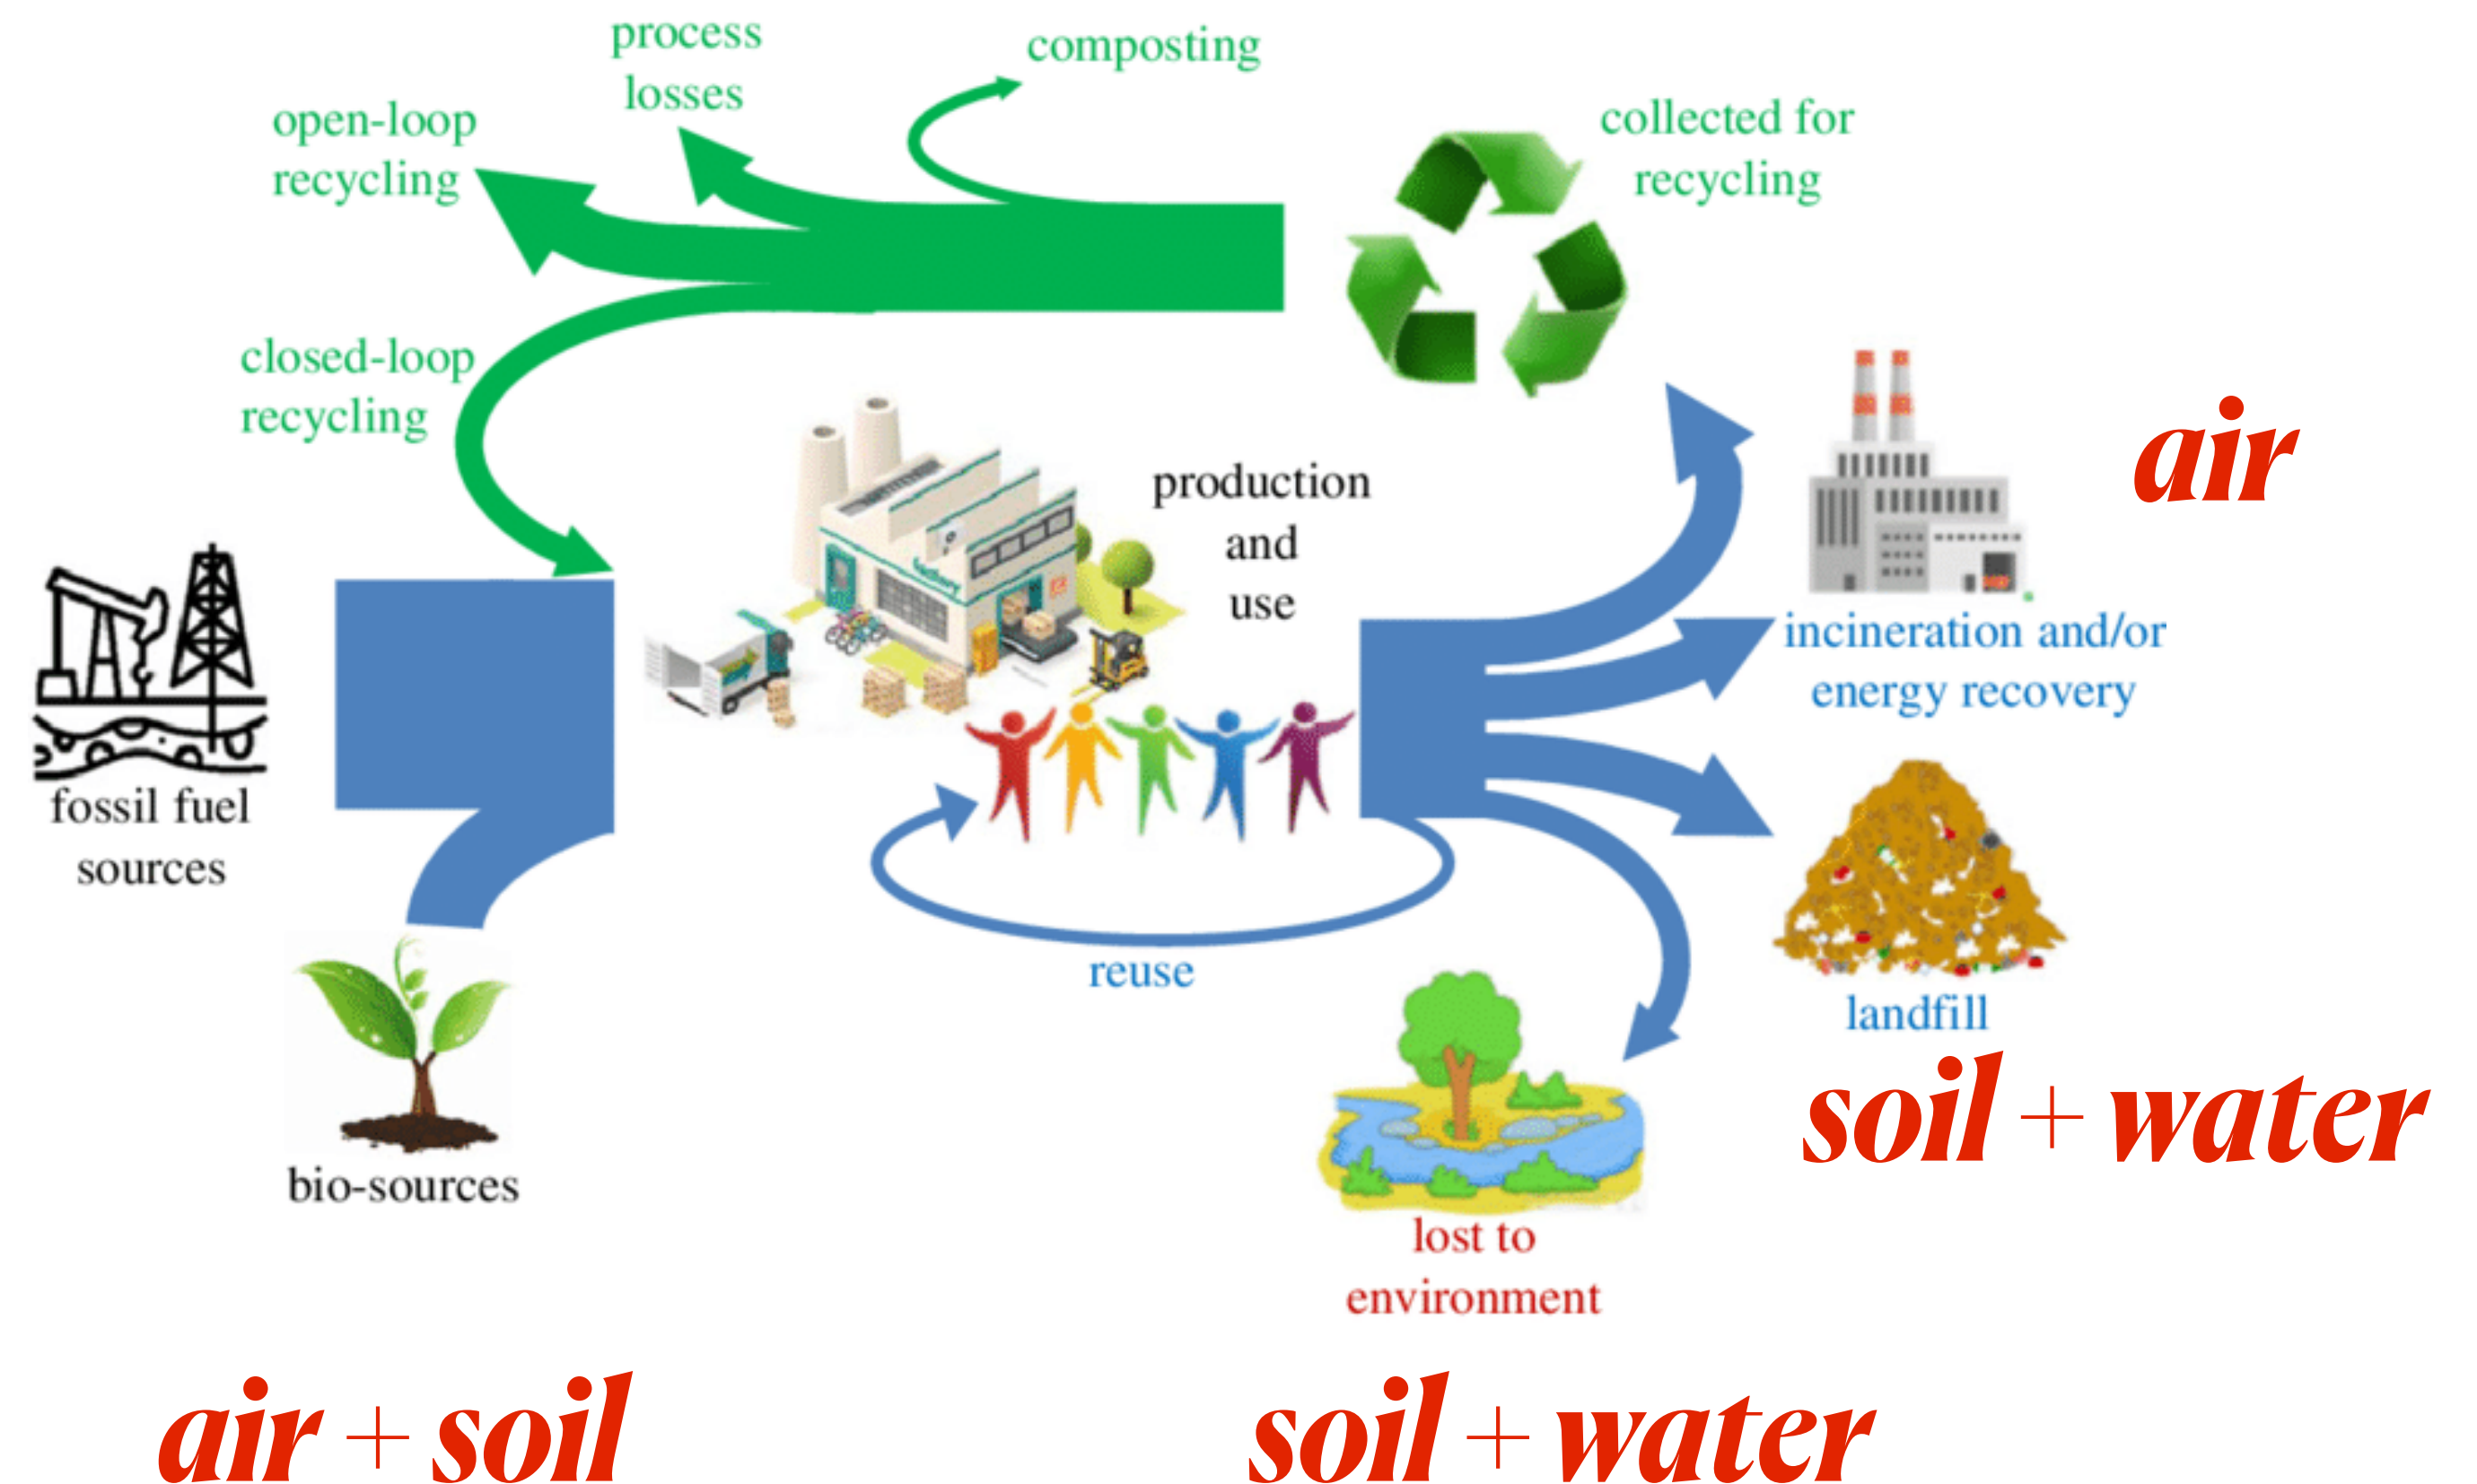 process
losses
composting
open-loop
recycling
collected for
recycling
closed-loop
recycling
air
production
and
use
factory
incineration and/or
energy recovery
fossil fuel
sources
reuse
landfill
soil + water
bio-sources
lost to
environment
air + soil
soil + water